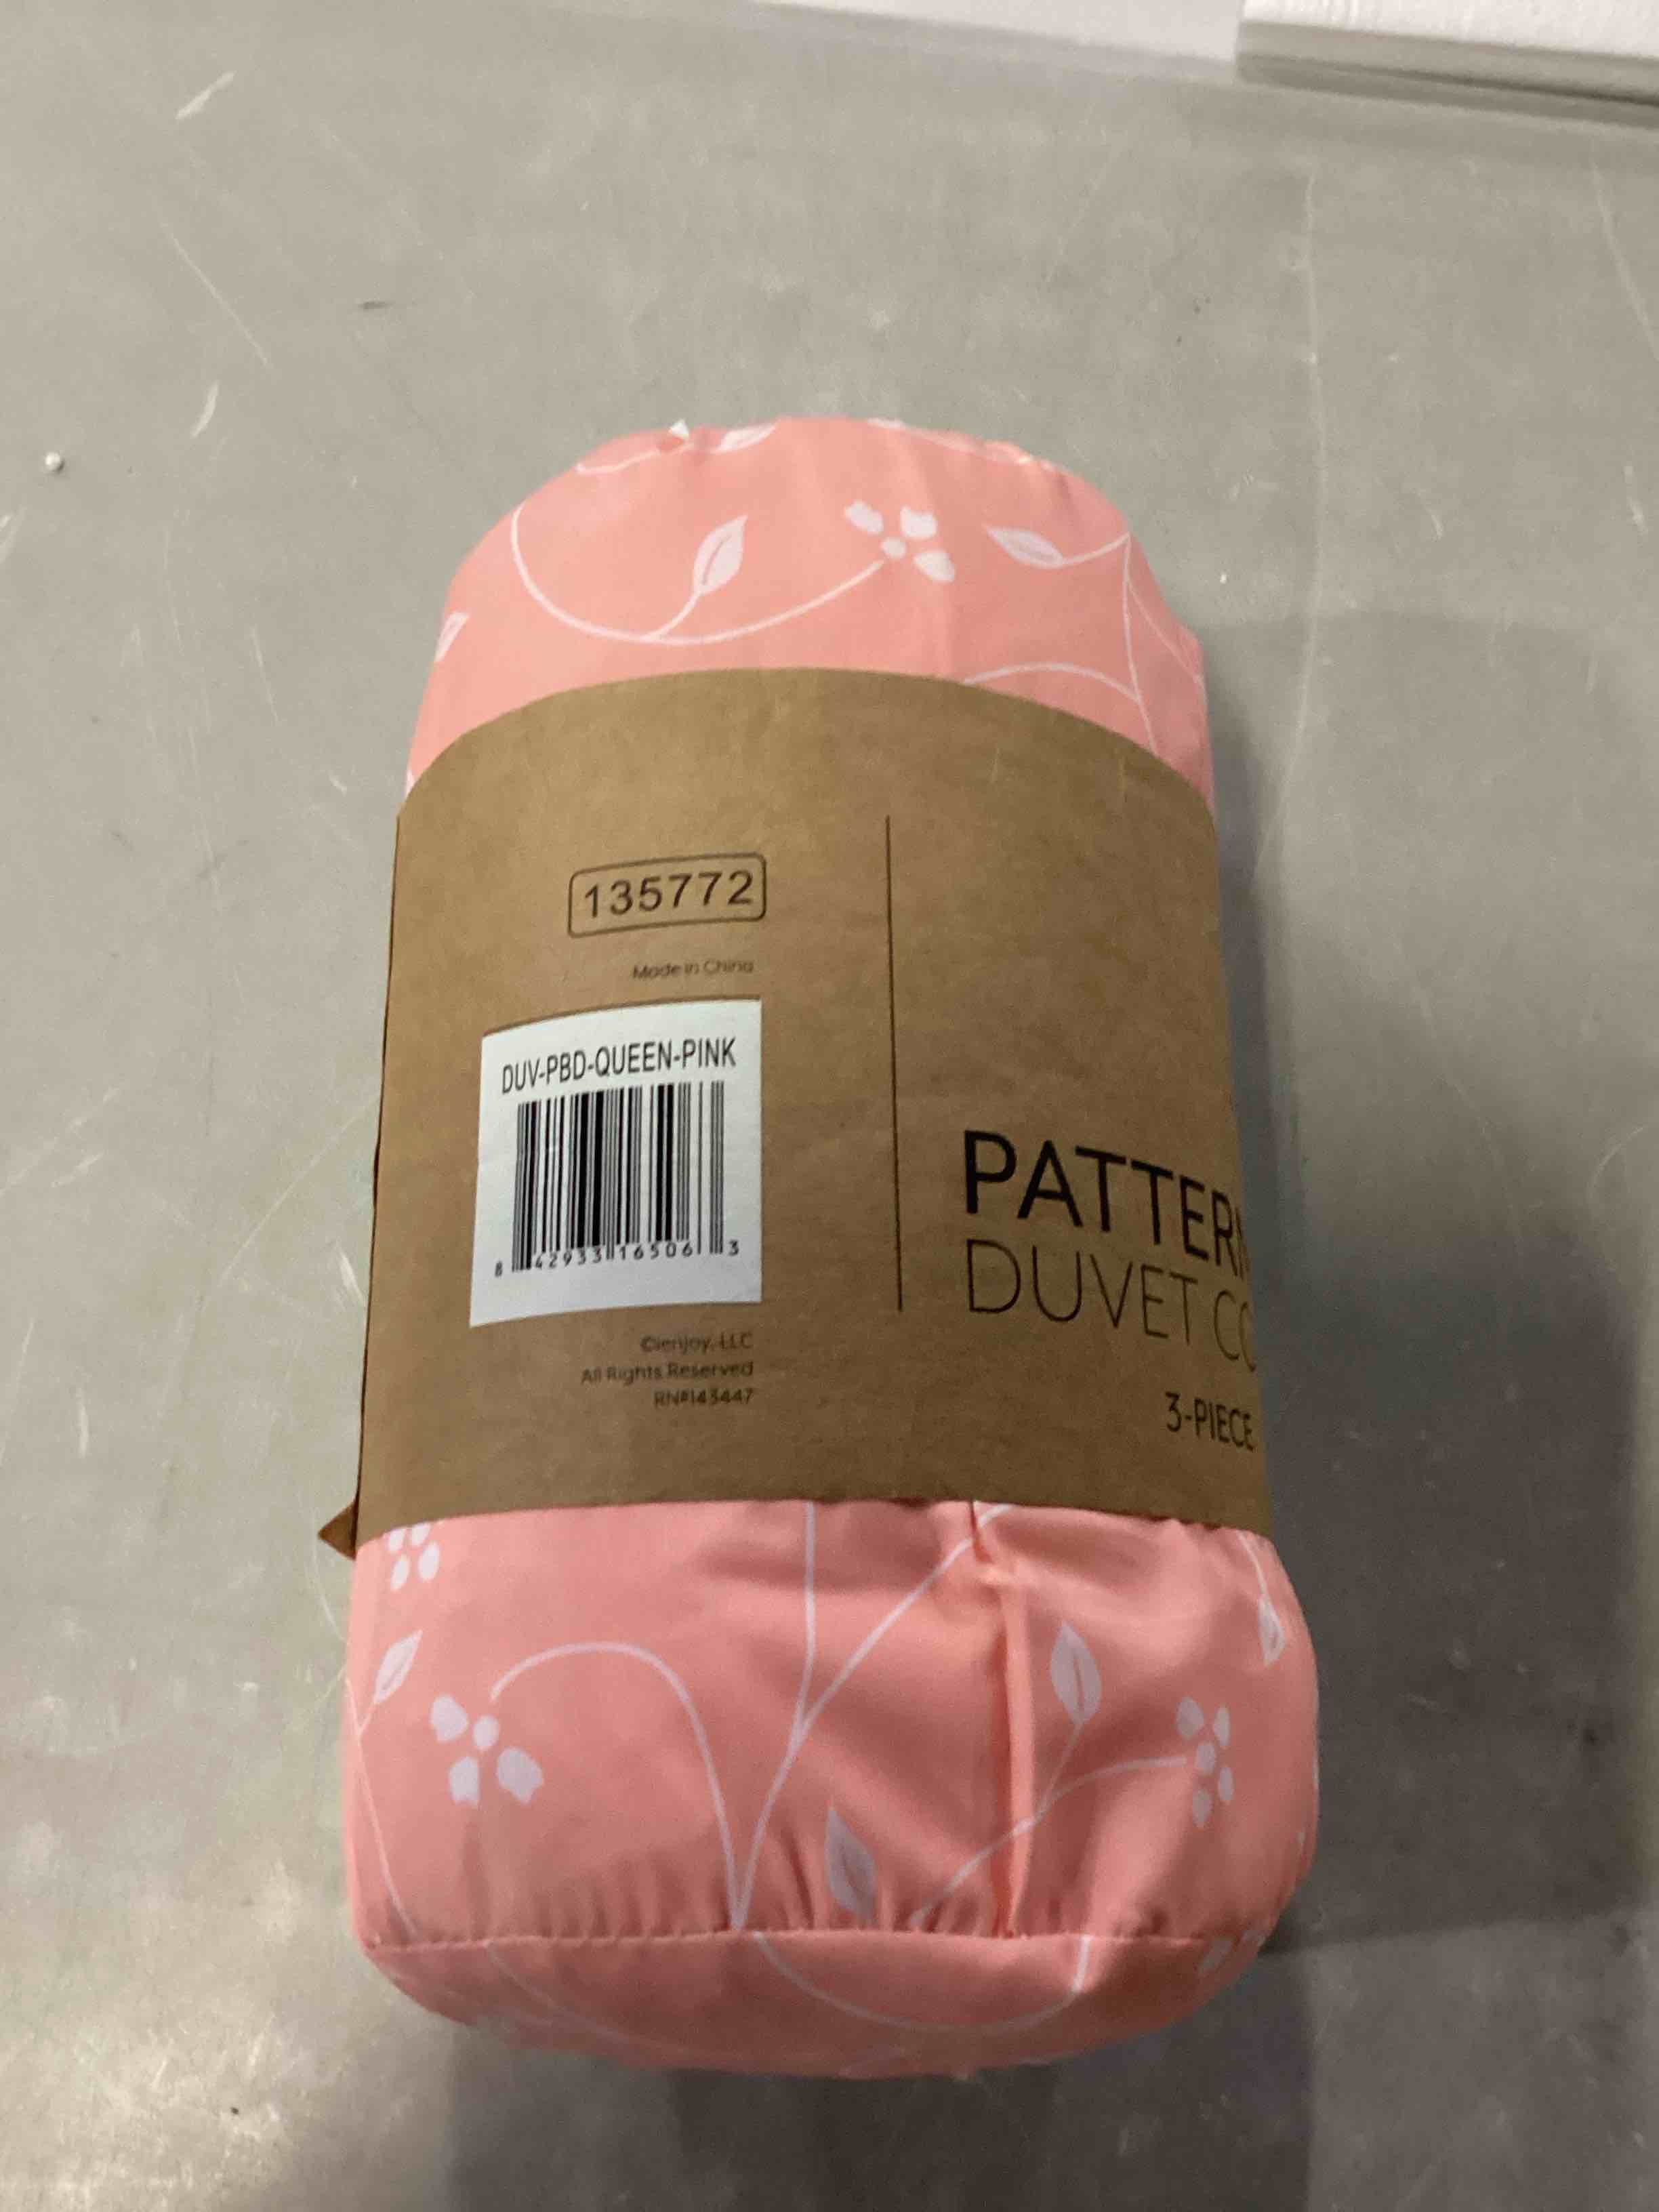 135772
Made in China
DUV-PBD-QUEEN-PINK
8 42933 16506 3
©ienjoy, LLC
All Rights Reserved
RN#143447
PATTERN
DUVET CO
3-PIECE